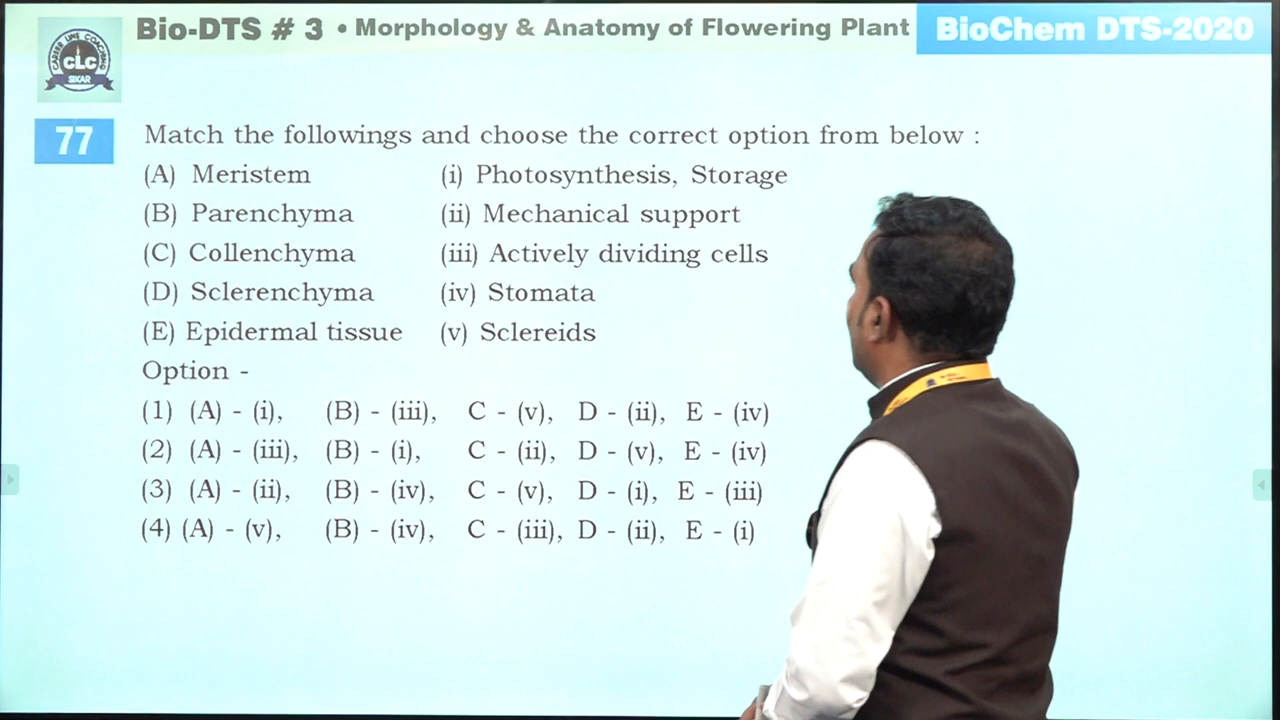 Bio-DTS # 3 • Morphology & Anatomy of Flowering Plant
BioChem DTS-2020
CAREER LINE COACHING
CLC
SIKAR
77
Match the followings and choose the correct option from below :
(A) Meristem (i) Photosynthesis, Storage
(B) Parenchyma (ii) Mechanical support
(C) Collenchyma (iii) Actively dividing cells
(D) Sclerenchyma (iv) Stomata
(E) Epidermal tissue (v) Sclereids
Option -
(1) (A) - (i), (B) - (iii), C - (v), D - (ii), E - (iv)
(2) (A) - (iii), (B) - (i), C - (ii), D - (v), E - (iv)
(3) (A) - (ii), (B) - (iv), C - (v), D - (i), E - (iii)
(4) (A) - (v), (B) - (iv), C - (iii), D - (ii), E - (i)